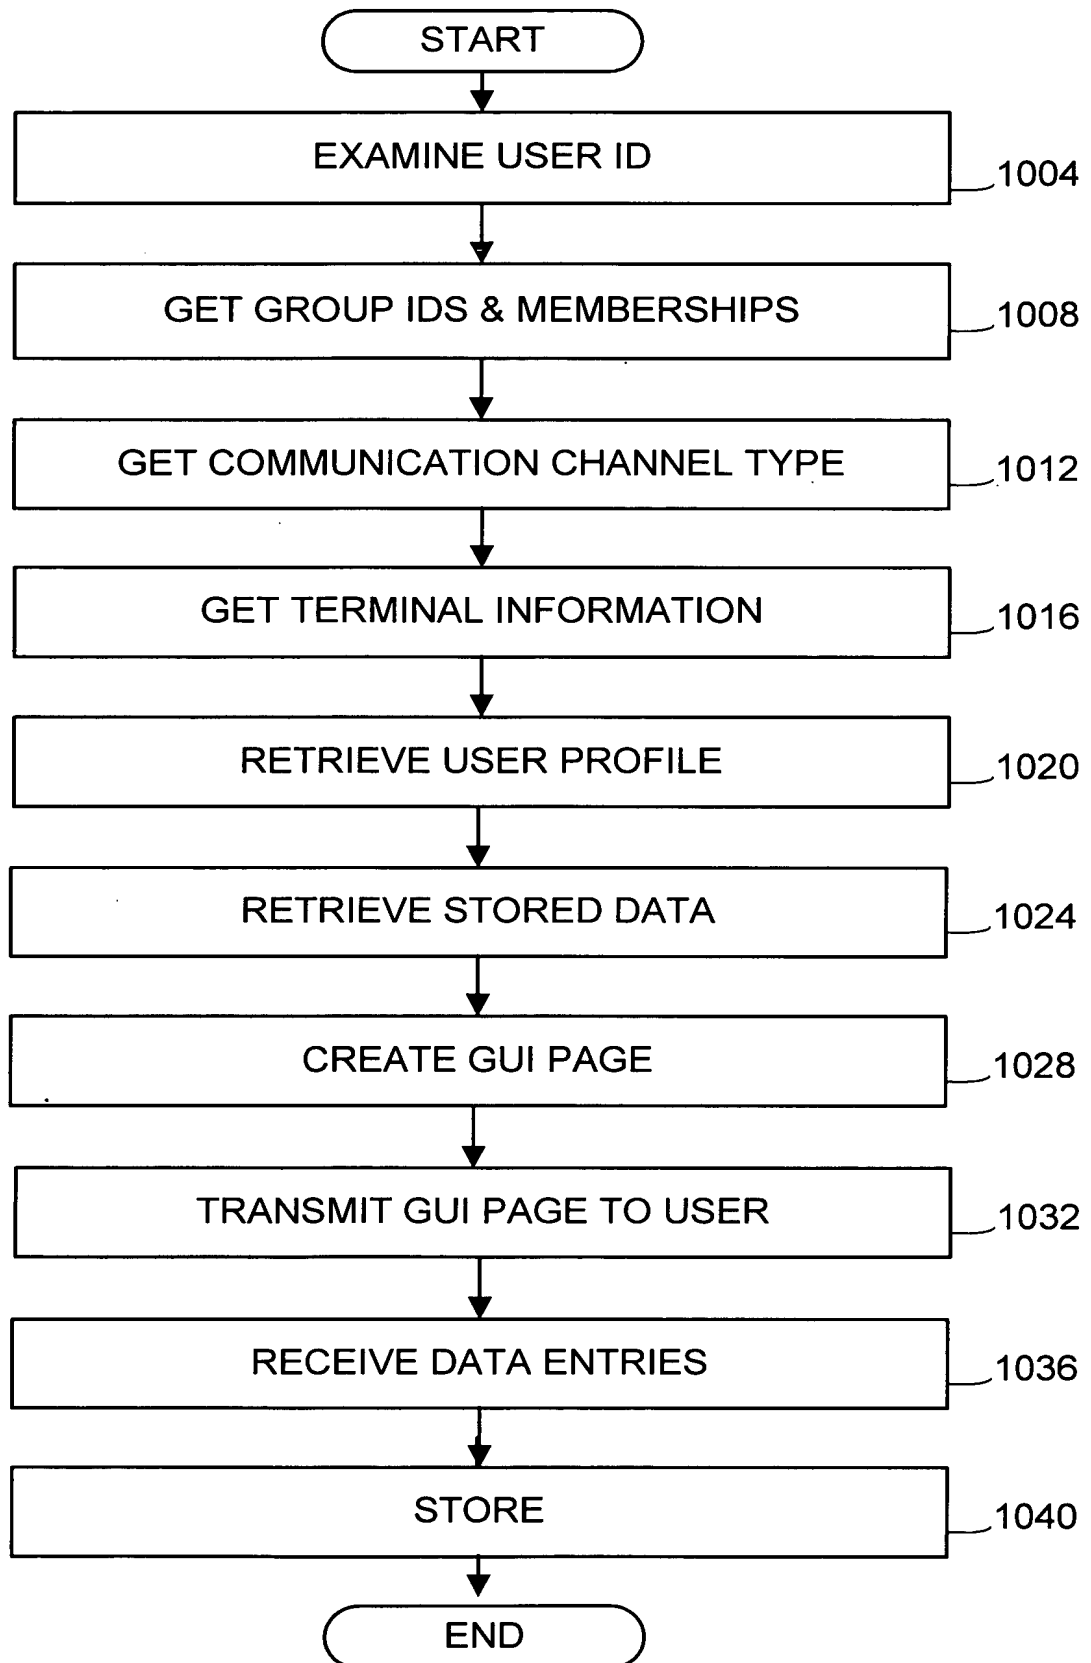 START
EXAMINE USER ID
1004
GET GROUP IDS & MEMBERSHIPS
1008
GET COMMUNICATION CHANNEL TYPE
1012
GET TERMINAL INFORMATION
1016
RETRIEVE USER PROFILE
1020
RETRIEVE STORED DATA
1024
CREATE GUI PAGE
1028
TRANSMIT GUI PAGE TO USER
1032
RECEIVE DATA ENTRIES
1036
STORE
1040
END